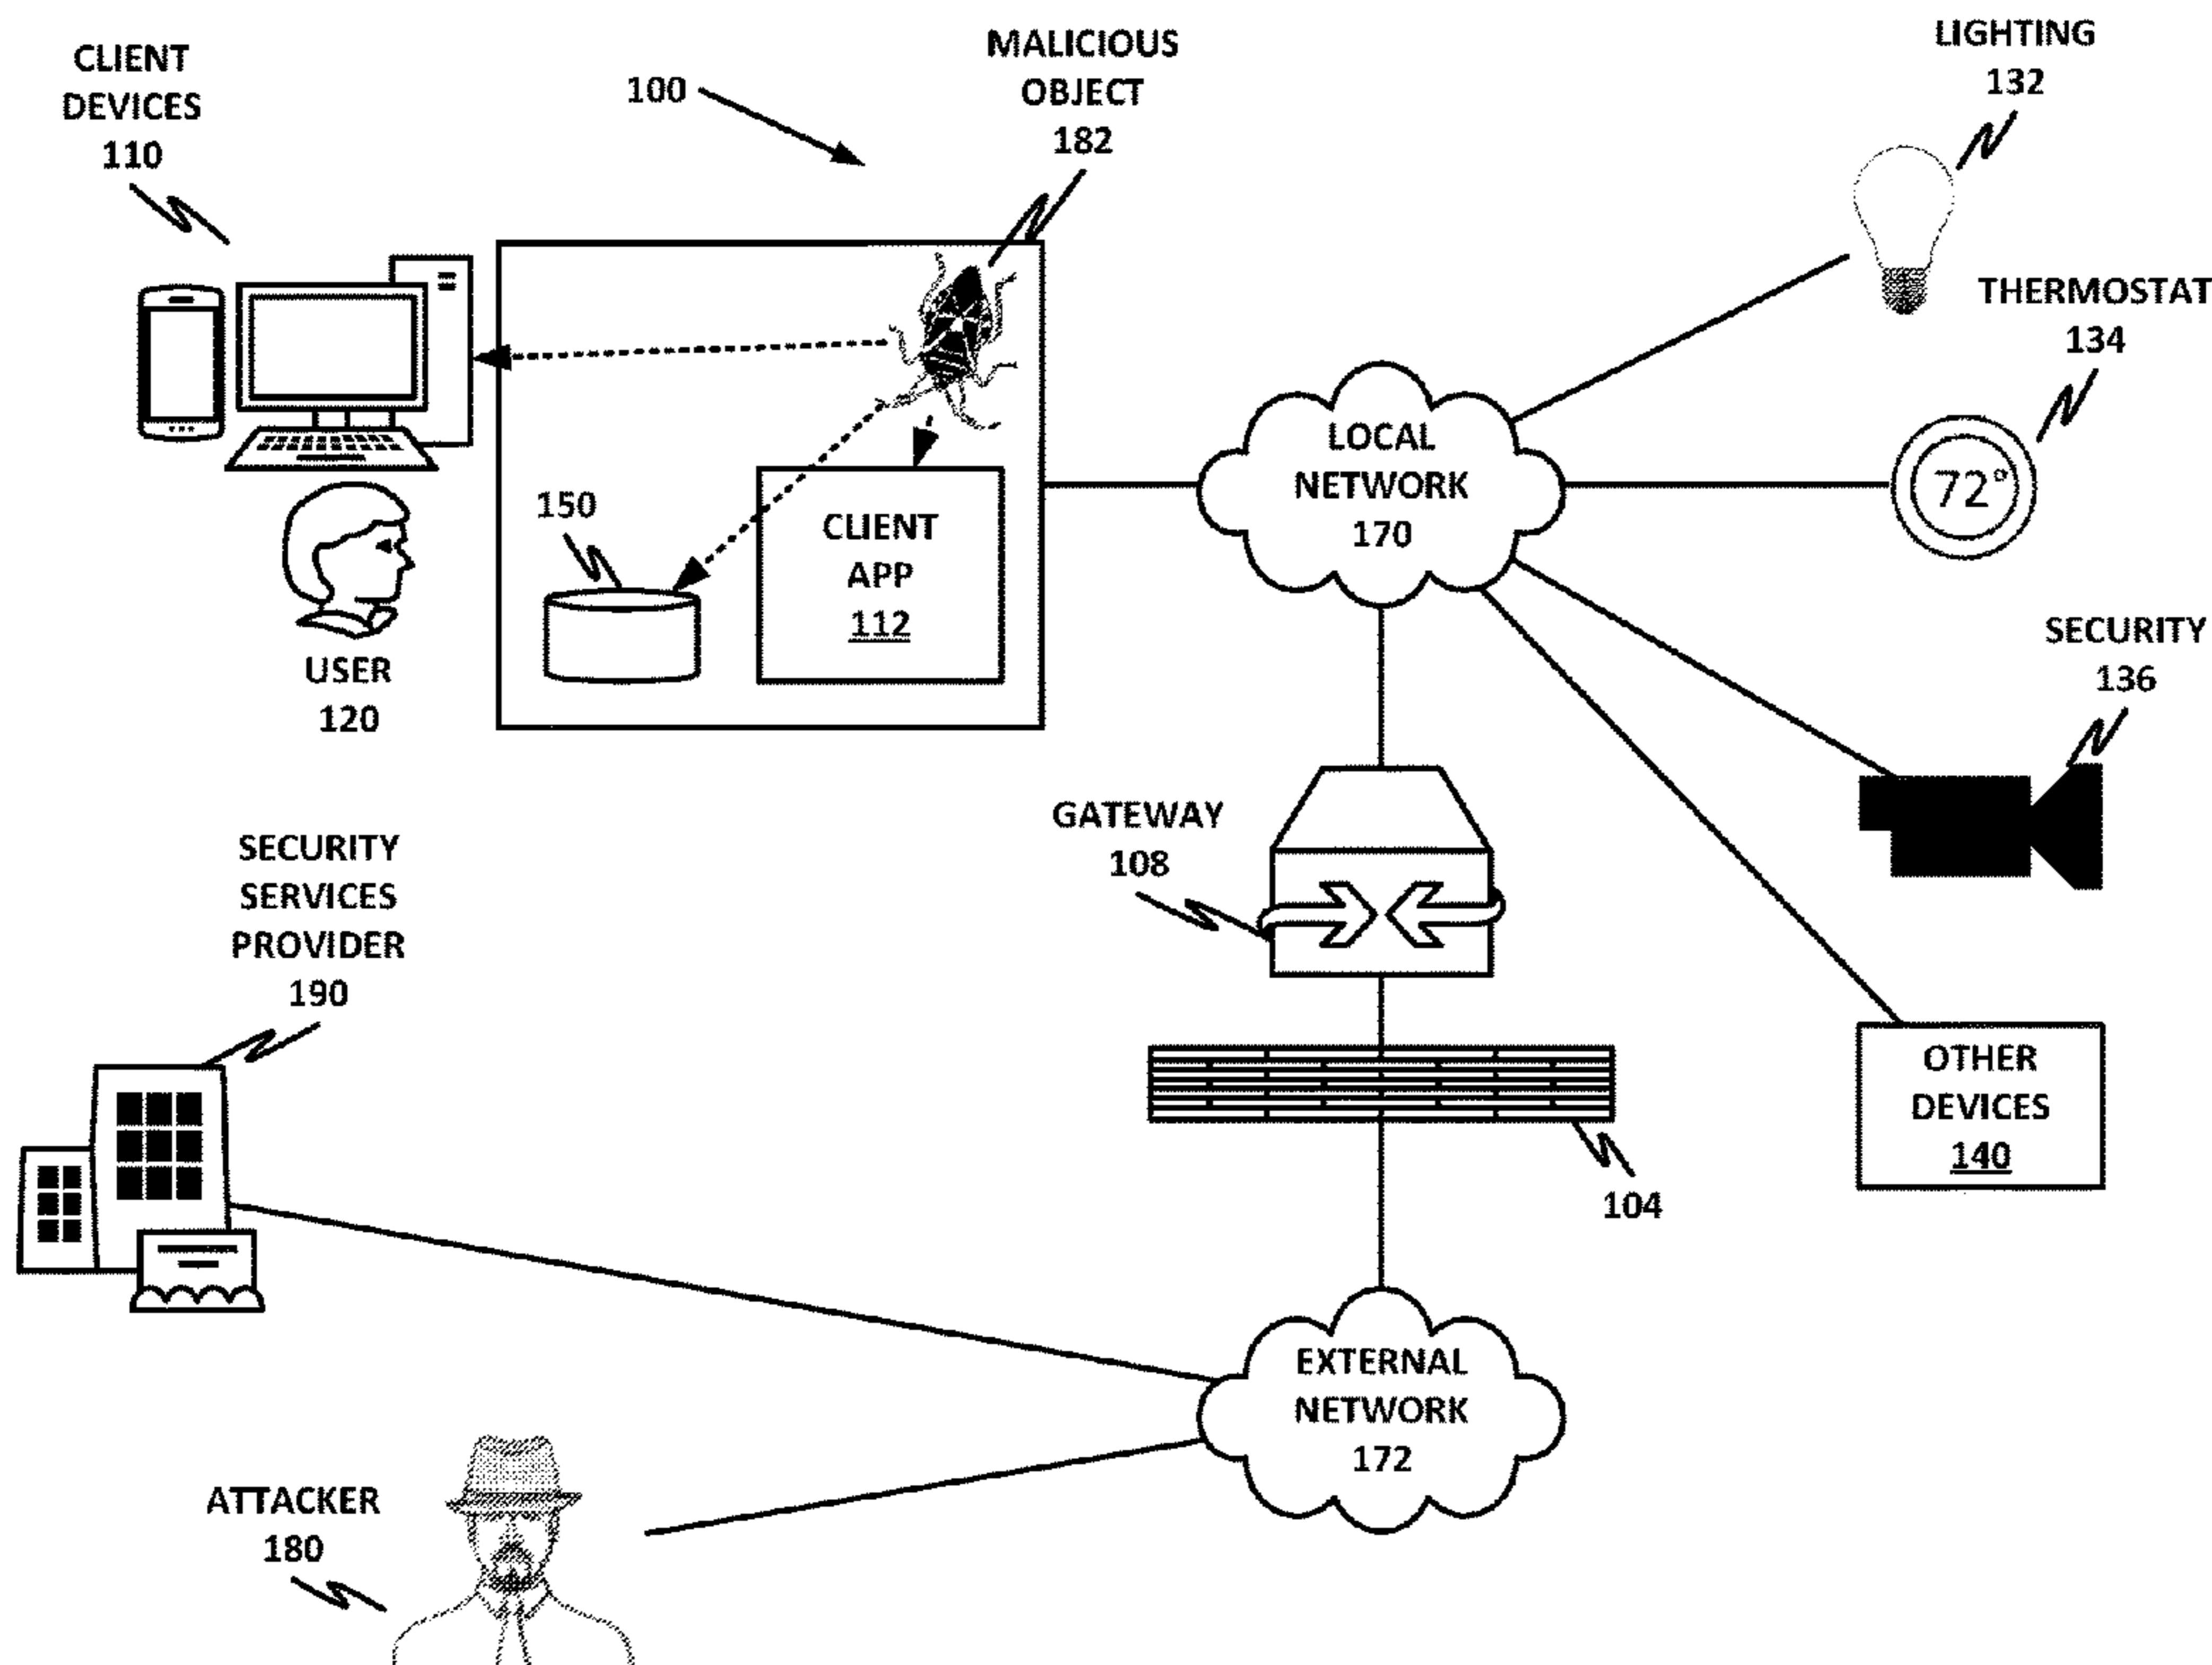 CLIENT
DEVICES
110
100
MALICIOUS
OBJECT
182
LIGHTING
132
THERMOSTAT
134
72°
LOCAL
NETWORK
170
150
CLIENT
APP
112
USER
120
SECURITY
136
GATEWAY
108
SECURITY
SERVICES
PROVIDER
190
OTHER
DEVICES
140
104
EXTERNAL
NETWORK
172
ATTACKER
180